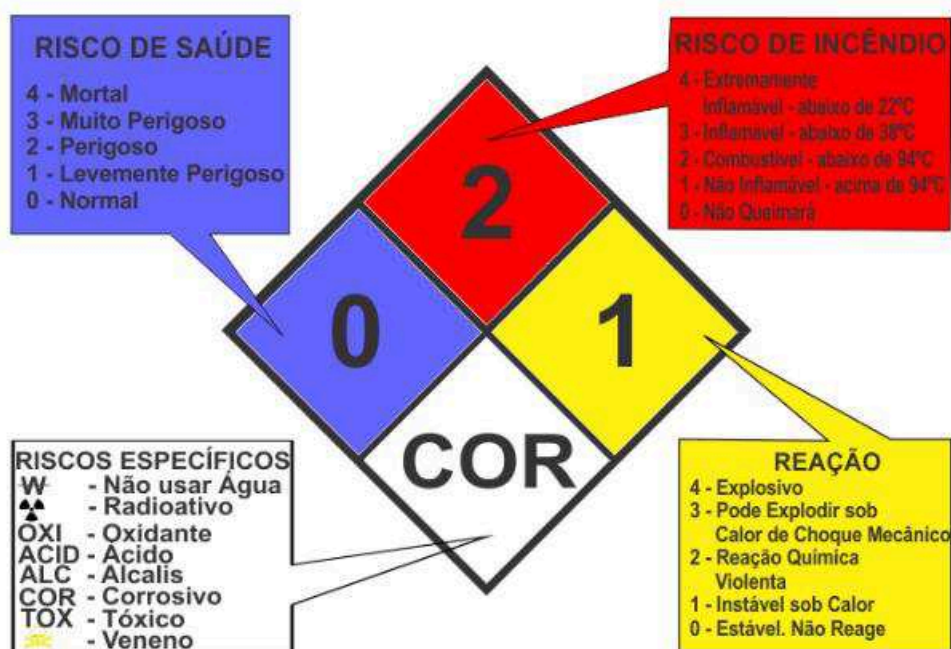 RISCO DE SAÚDE
4 - Mortal
3 - Muito Perigoso
2 - Perigoso
1 - Levemente Perigoso
0 - Normal
RISCO DE INCÊNDIO
4 - Extremamente
Inflamável - abaixo de 22ºC
3 - Inflamavel - abaixo de 38ºC
2 - Combustivel - abaixo de 94ºC
1 - Não Inflamável - acima de 94ºC
0 - Não Queimará
2
0
1
COR
RISCOS ESPECÍFICOS
W - Não usar Água
- Radioativo
OXI - Oxidante
ACID - Acido
ALC - Alcalis
COR - Corrosivo
TOX - Tóxico
- Veneno
REAÇÃO
4 - Explosivo
3 - Pode Explodir sob
Calor de Choque Mecânico
2 - Reação Química
Violenta
1 - Instável sob Calor
0 - Estável. Não Reage